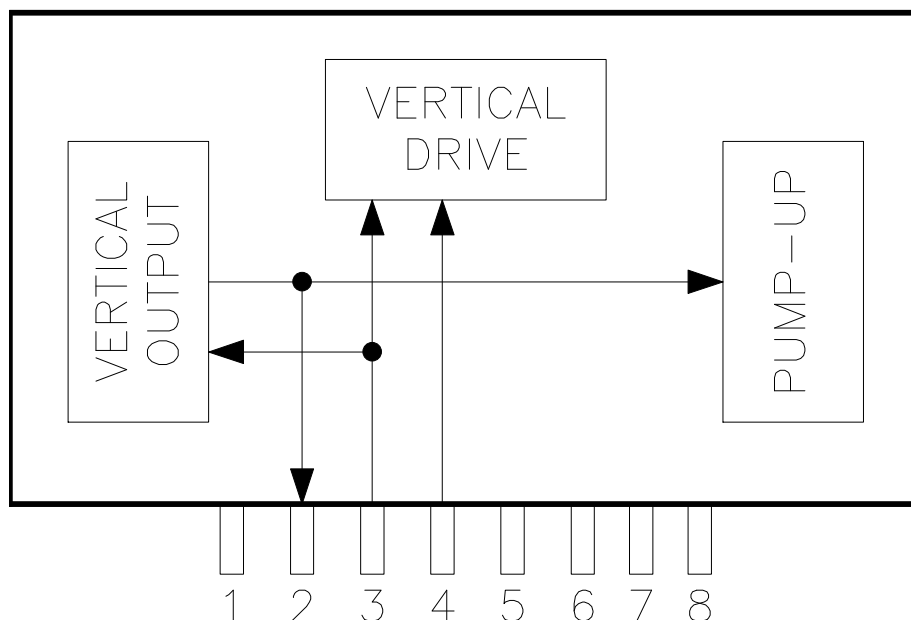 VERTICAL
DRIVE
VERTICAL
OUTPUT
PUMP-UP
1 2 3 4 5 6 7 8